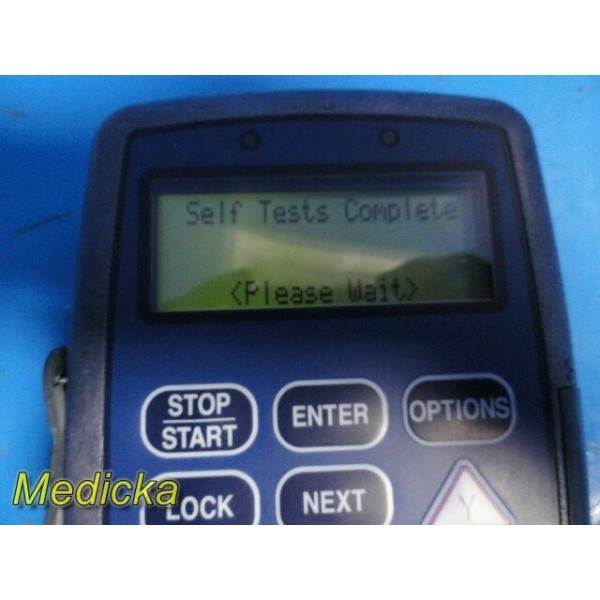 Self Tests Complete
<Please Wait>
STOP
START
ENTER
OPTIONS
LOCK
NEXT
Y
Medicka